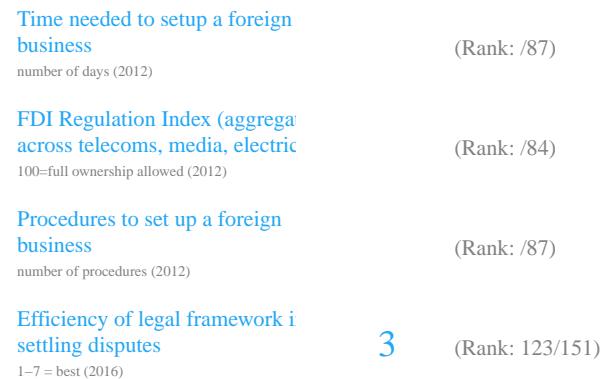 Time needed to setup a foreign
business
(Rank: /87)
number of days (2012)
FDI Regulation Index (aggrega
across telecoms, media, electric
(Rank: /84)
100=full ownership allowed (2012)
Procedures to set up a foreign
business
(Rank: /87)
number of procedures (2012)
Efficiency of legal framework i
settling disputes
3 (Rank: 123/151)
1–7 = best (2016)